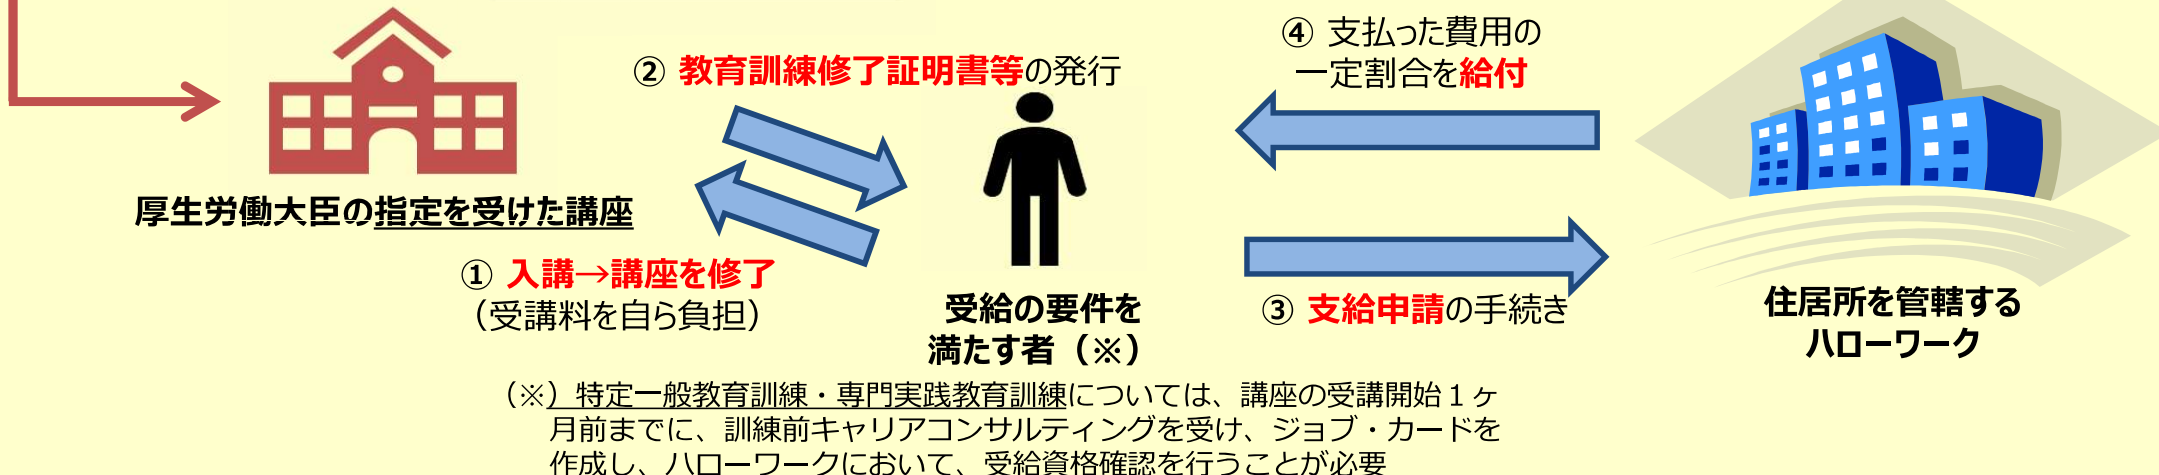 ② 教育訓練修了証明書等の発行
④ 支払った費用の
一定割合を給付
厚生労働大臣の指定を受けた講座
① 入講→講座を修了
（受講料を自ら負担）
受給の要件を
満たす者（※）
③ 支給申請の手続き
住居所を管轄する
ハローワーク
（※）特定一般教育訓練・専門実践教育訓練については、講座の受講開始１ヶ
月前までに、訓練前キャリアコンサルティングを受け、ジョブ・カードを
作成し、ハローワークにおいて、受給資格確認を行うことが必要